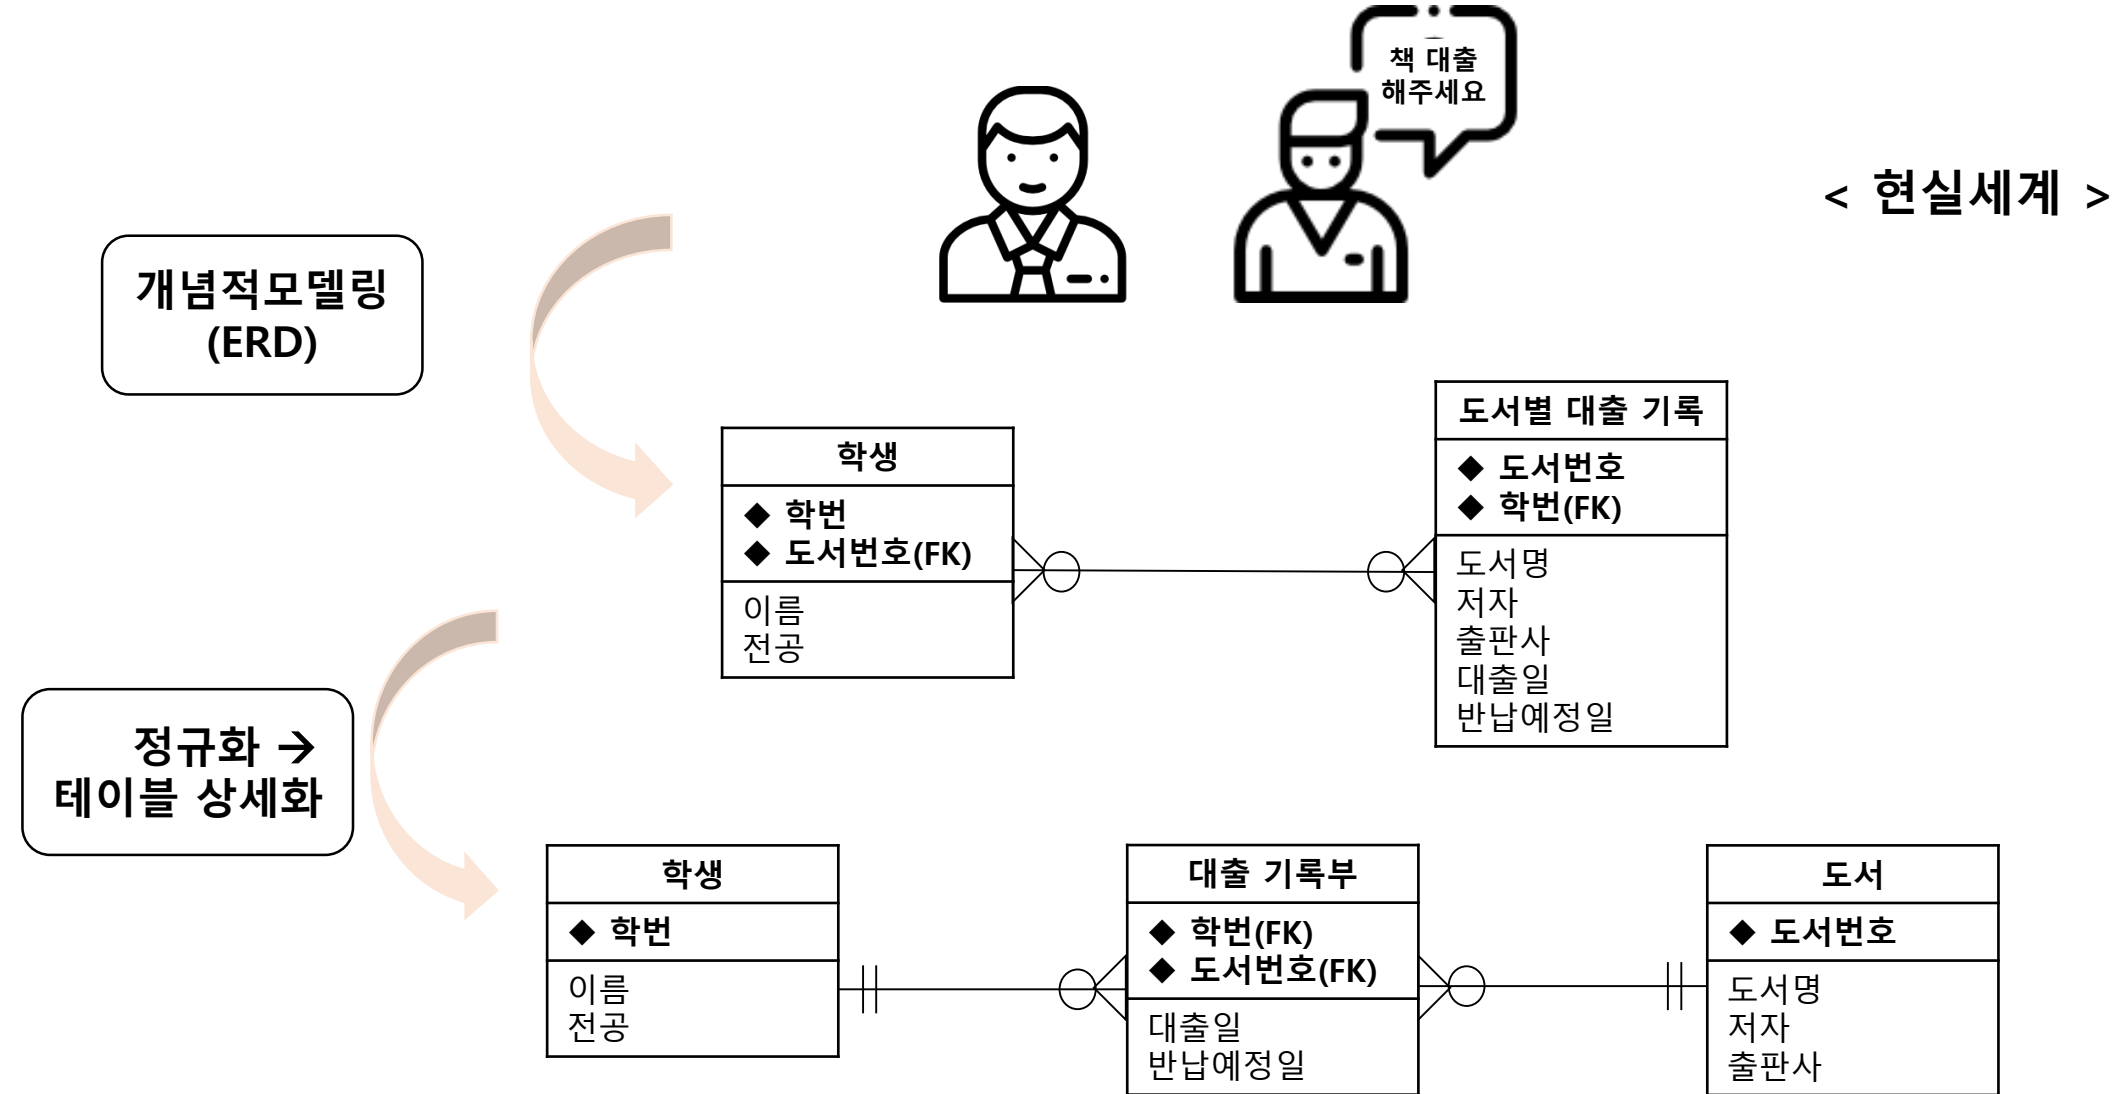 책 대출
해주세요
< 현실세계 >
개념적모델링
(ERD)
학생
◆ 학번
◆ 도서번호(FK)
이름
전공
도서별 대출 기록
◆ 도서번호
◆ 학번(FK)
도서명
저자
출판사
대출일
반납예정일
정규화 →
테이블 상세화
학생
◆ 학번
이름
전공
대출 기록부
◆ 학번(FK)
◆ 도서번호(FK)
대출일
반납예정일
도서
◆ 도서번호
도서명
저자
출판사